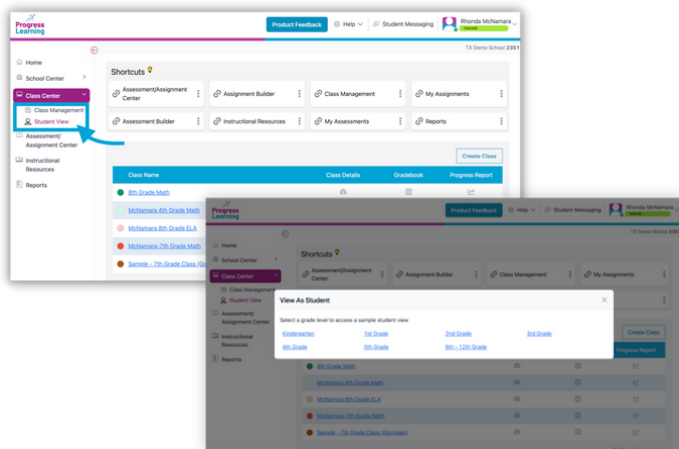 Progress
Learning
Product Feedback
Help
Student Messaging
Rhonda McNamara
TX Demo School 2351
Home
School Center
Class Center
Class Management
Student View
Assessment/
Assignment Center
Instructional
Resources
Reports
Shortcuts
Assessment/Assignment
Center
Assignment Builder
Class Management
My Assignments
Assessment Builder
Instructional Resources
My Assessments
Reports
Create Class
Class Name Class Details Gradebook Progress Report
8th Grade Math
McNamara 4th Grade Math
McNamara 8th Grade ELA
McNamara-7th Grade Math
Sample - 7th Grade Class (Go
Progress
Learning
Product Feedback
Help
Student Messaging
Rhonda McNamara
TX Demo School 235
Home
School Center
Class Center
Class Management
Student View
Assessment/
Assignment Center
Instructional
Resources
Reports
Shortcuts
Assessment/Assignment
Center
Assignment Builder
Class Management
My Assignments
View As Student
Select a grade level to access a sample student view
Kindergarten 1st Grade 2nd Grade 3rd Grade
4th Grade 5th Grade 6th - 12th Grade
Create Class
Progress Report
8th Grade Math
McNamara 4th Grade Math
McNamara 8th Grade ELA
McNamara-7th Grade Math
Sample - 7th Grade Class (Gonzalez)